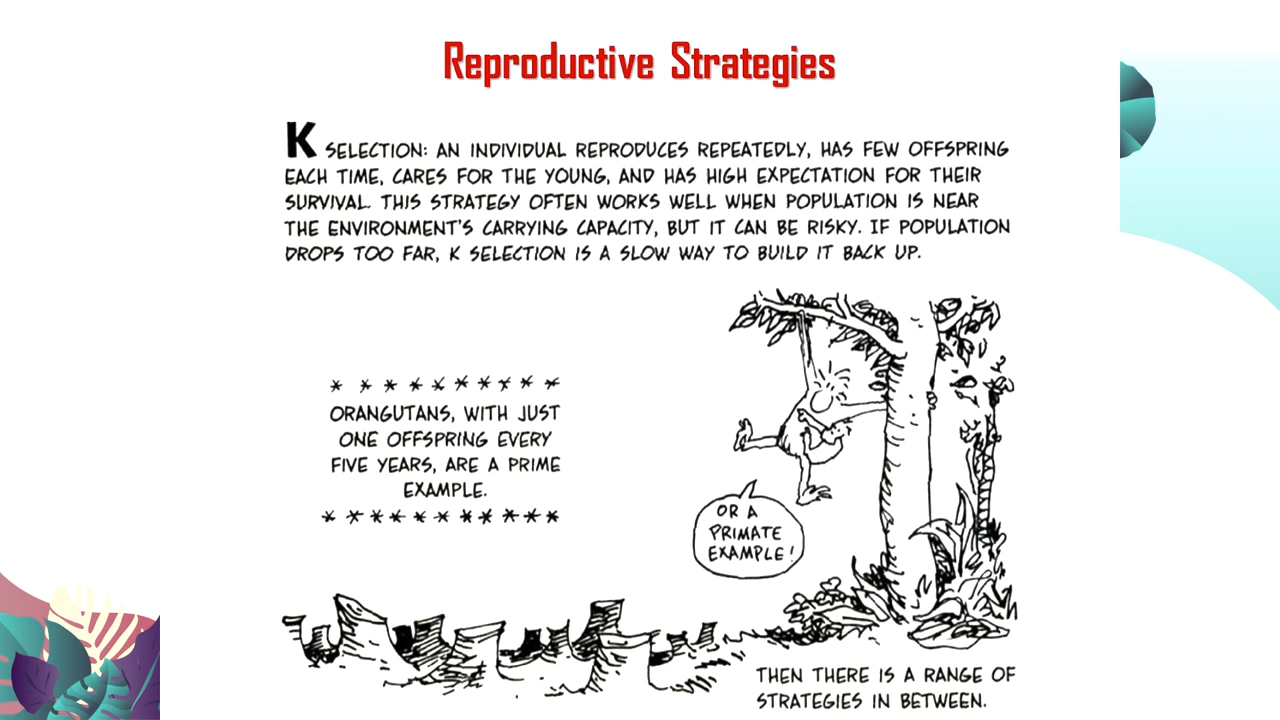 Reproductive Strategies
K SELECTION: AN INDIVIDUAL REPRODUCES REPEATEDLY, HAS FEW OFFSPRING
EACH TIME, CARES FOR THE YOUNG, AND HAS HIGH EXPECTATION FOR THEIR
SURVIVAL. THIS STRATEGY OFTEN WORKS WELL WHEN POPULATION IS NEAR
THE ENVIRONMENT'S CARRYING CAPACITY, BUT IT CAN BE RISKY. IF POPULATION
DROPS TOO FAR, K SELECTION IS A SLOW WAY TO BUILD IT BACK UP.
* * * * * * * * *
ORANGUTANS, WITH JUST
ONE OFFSPRING EVERY
FIVE YEARS, ARE A PRIME
EXAMPLE.
* * * * * * * * * *
OR A
PRIMATE
EXAMPLE!
THEN THERE IS A RANGE OF
STRATEGIES IN BETWEEN.